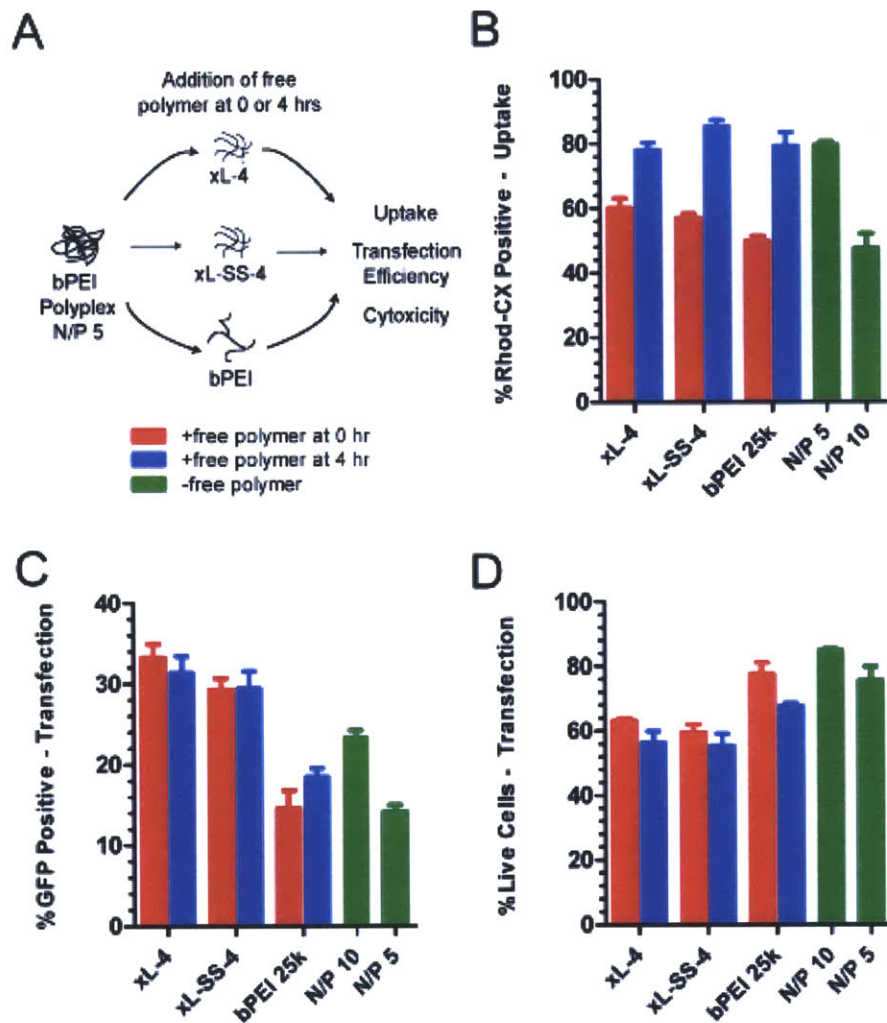 A
Addition of free
polymer at 0 or 4 hrs
xL-4
bPEI
Polyplex
N/P 5
xL-SS-4
bPEI
Uptake
Transfection
Efficiency
Cytoxicity
+free polymer at 0 hr
+free polymer at 4 hr
-free polymer
B
%Rhod-CX Positive - Uptake
100
80
60
40
20
0
xL-4
xL-SS-4
bPEI 25k
N/P 5
N/P 10
C
%GFP Positive - Transfection
40
30
20
10
0
xL-4
xL-SS-4
bPEI 25k
N/P 10
N/P 5
D
%Live Cells - Transfection
100
80
60
40
20
0
xL-4
xL-SS-4
bPEI 25k
N/P 10
N/P 5